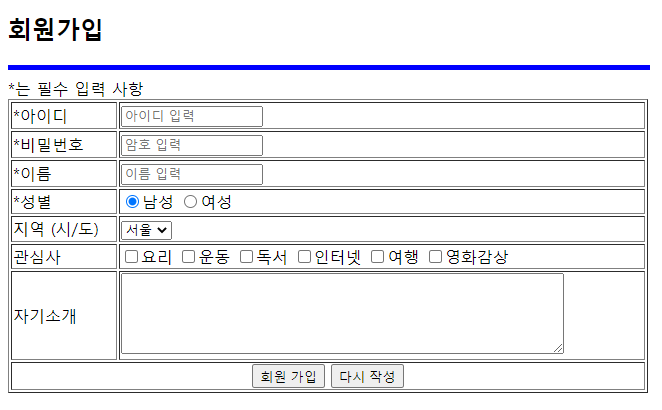 회원가입
*는 필수 입력 사항
*아이디 아이디 입력
*비밀번호 암호 입력
*이름 이름 입력
*성별 남성 여성
지역 (시/도) 서울
관심사 요리 운동 독서 인터넷 여행 영화감상
자기소개
회원 가입 다시 작성